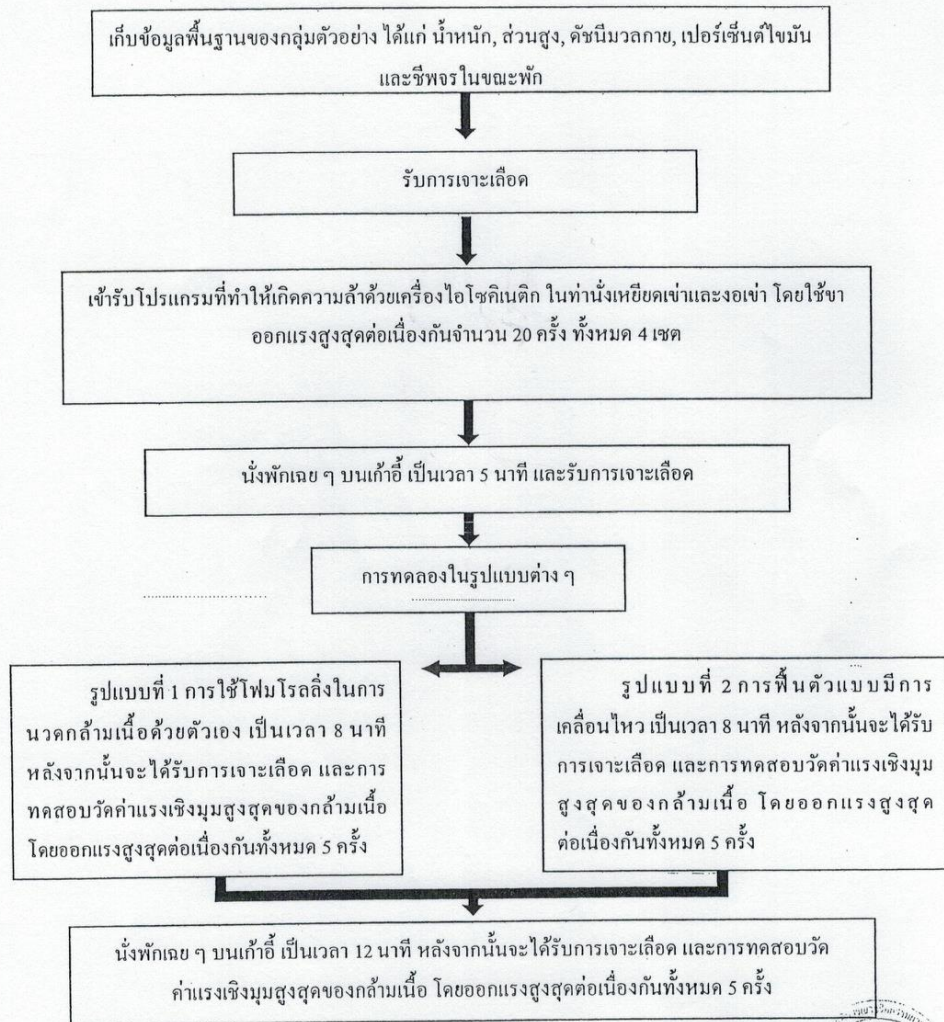 เก็บข้อมูลพื้นฐานของกลุ่มตัวอย่าง ได้แก่ น้ำหนัก, ส่วนสูง, ดัชนีมวลกาย, เปอร์เซ็นต์ไขมัน
และชีพจรในขณะพัก
รับการเจาะเลือด
เข้ารับโปรแกรมที่ทำให้เกิดความล้าด้วยเครื่องไอโซคิเนติก ในท่านั่งเหยียดเข่าและงอเข่า โดยใช้ขา
ออกแรงสูงสุดต่อเนื่องกันจำนวน 20 ครั้ง ทั้งหมด 4 เซต
นั่งพักเฉย ๆ บนเก้าอี้ เป็นเวลา 5 นาที และรับการเจาะเลือด
การทดลองในรูปแบบต่าง ๆ
รูปแบบที่ 1 การใช้โฟมโรลลิ่งในการ
นวดกล้ามเนื้อด้วยตัวเอง เป็นเวลา 8 นาที
หลังจากนั้นจะได้รับการเจาะเลือด และการ
ทดสอบวัดค่าแรงเชิงมุมสูงสุดของกล้ามเนื้อ
โดยออกแรงสูงสุดต่อเนื่องกันทั้งหมด 5 ครั้ง
รูปแบบที่ 2 การฟื้นตัวแบบมีการ
เคลื่อนไหว เป็นเวลา 8 นาที หลังจากนั้นจะได้รับ
การเจาะเลือด และการทดสอบวัดค่าแรงเชิงมุม
สูงสุดของกล้ามเนื้อ โดยออกแรงสูงสุด
ต่อเนื่องกันทั้งหมด 5 ครั้ง
นั่งพักเฉย ๆ บนเก้าอี้ เป็นเวลา 12 นาที หลังจากนั้นจะได้รับการเจาะเลือด และการทดสอบวัด
ค่าแรงเชิงมุมสูงสุดของกล้ามเนื้อ โดยออกแรงสูงสุดต่อเนื่องกันทั้งหมด 5 ครั้ง